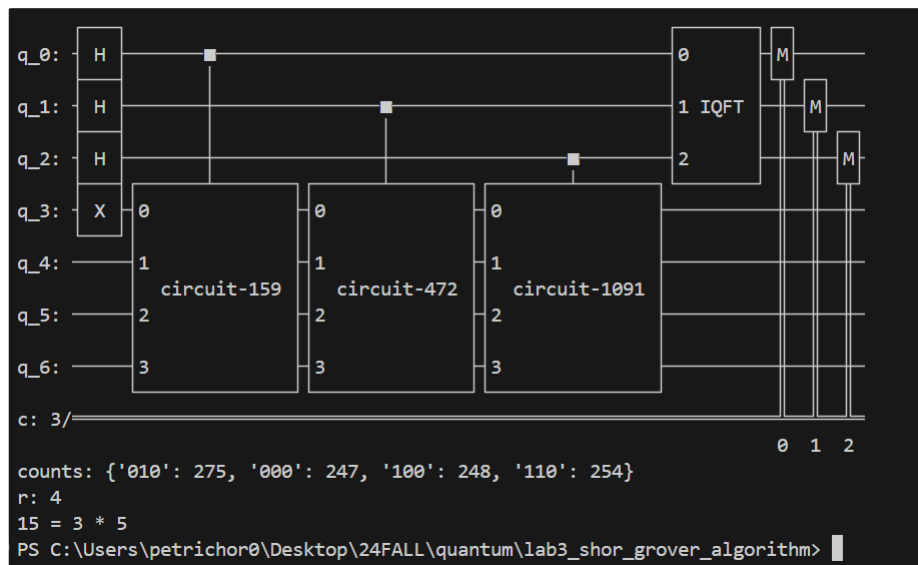 q_0: H 0 M
q_1: H 1 IQFT M
q_2: H 2 M
q_3: X 0 0 0
q_4: 1 1 1
circuit-159 circuit-472 circuit-1091
q_5: 2 2 2
q_6: 3 3 3
c: 3/
0 1 2
counts: {'010': 275, '000': 247, '100': 248, '110': 254}
r: 4
15 = 3 * 5
PS C:\Users\petrichor0\Desktop\24FALL\quantum\lab3_shor_grover_algorithm>